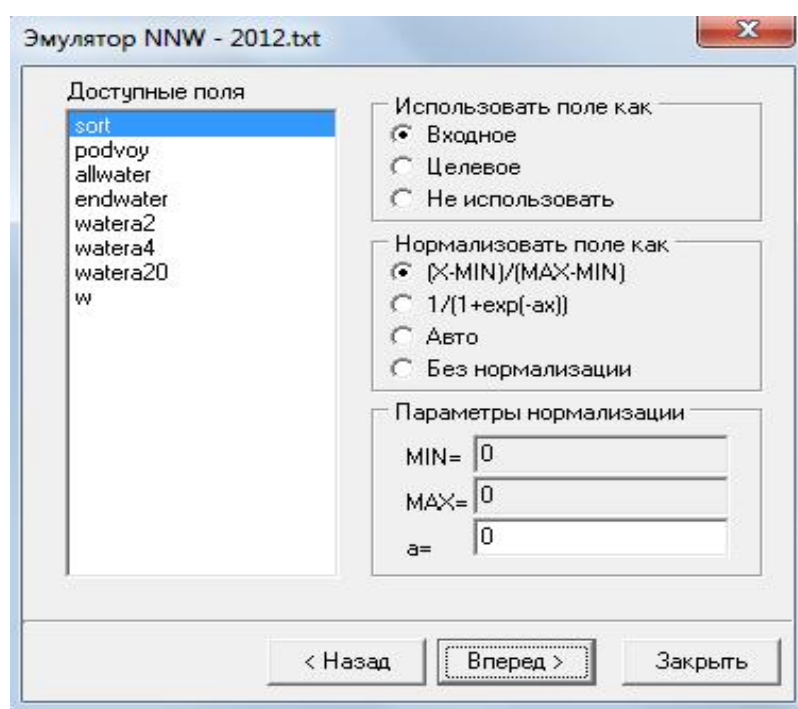 Эмулятор NNW - 2012.txt
Доступные поля
sort
podvoy
allwater
endwater
watera2
watera4
watera20
w
Использовать поле как
Входное
Целевое
Не использовать
Нормализовать поле как
(X-MIN)/(MAX-MIN)
1/(1+exp(-ax))
Авто
Без нормализации
Параметры нормализации
MIN= 0
MAX= 0
a= 0
< Назад
Вперед >
Закрыть